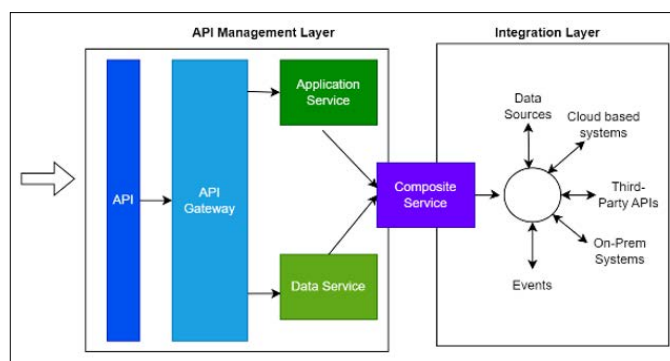 API Management Layer
Integration Layer
API
API
Gateway
Application
Service
Data Service
Composite
Service
Data
Sources
Cloud based
systems
Third-
Party APIs
On-Prem
Systems
Events